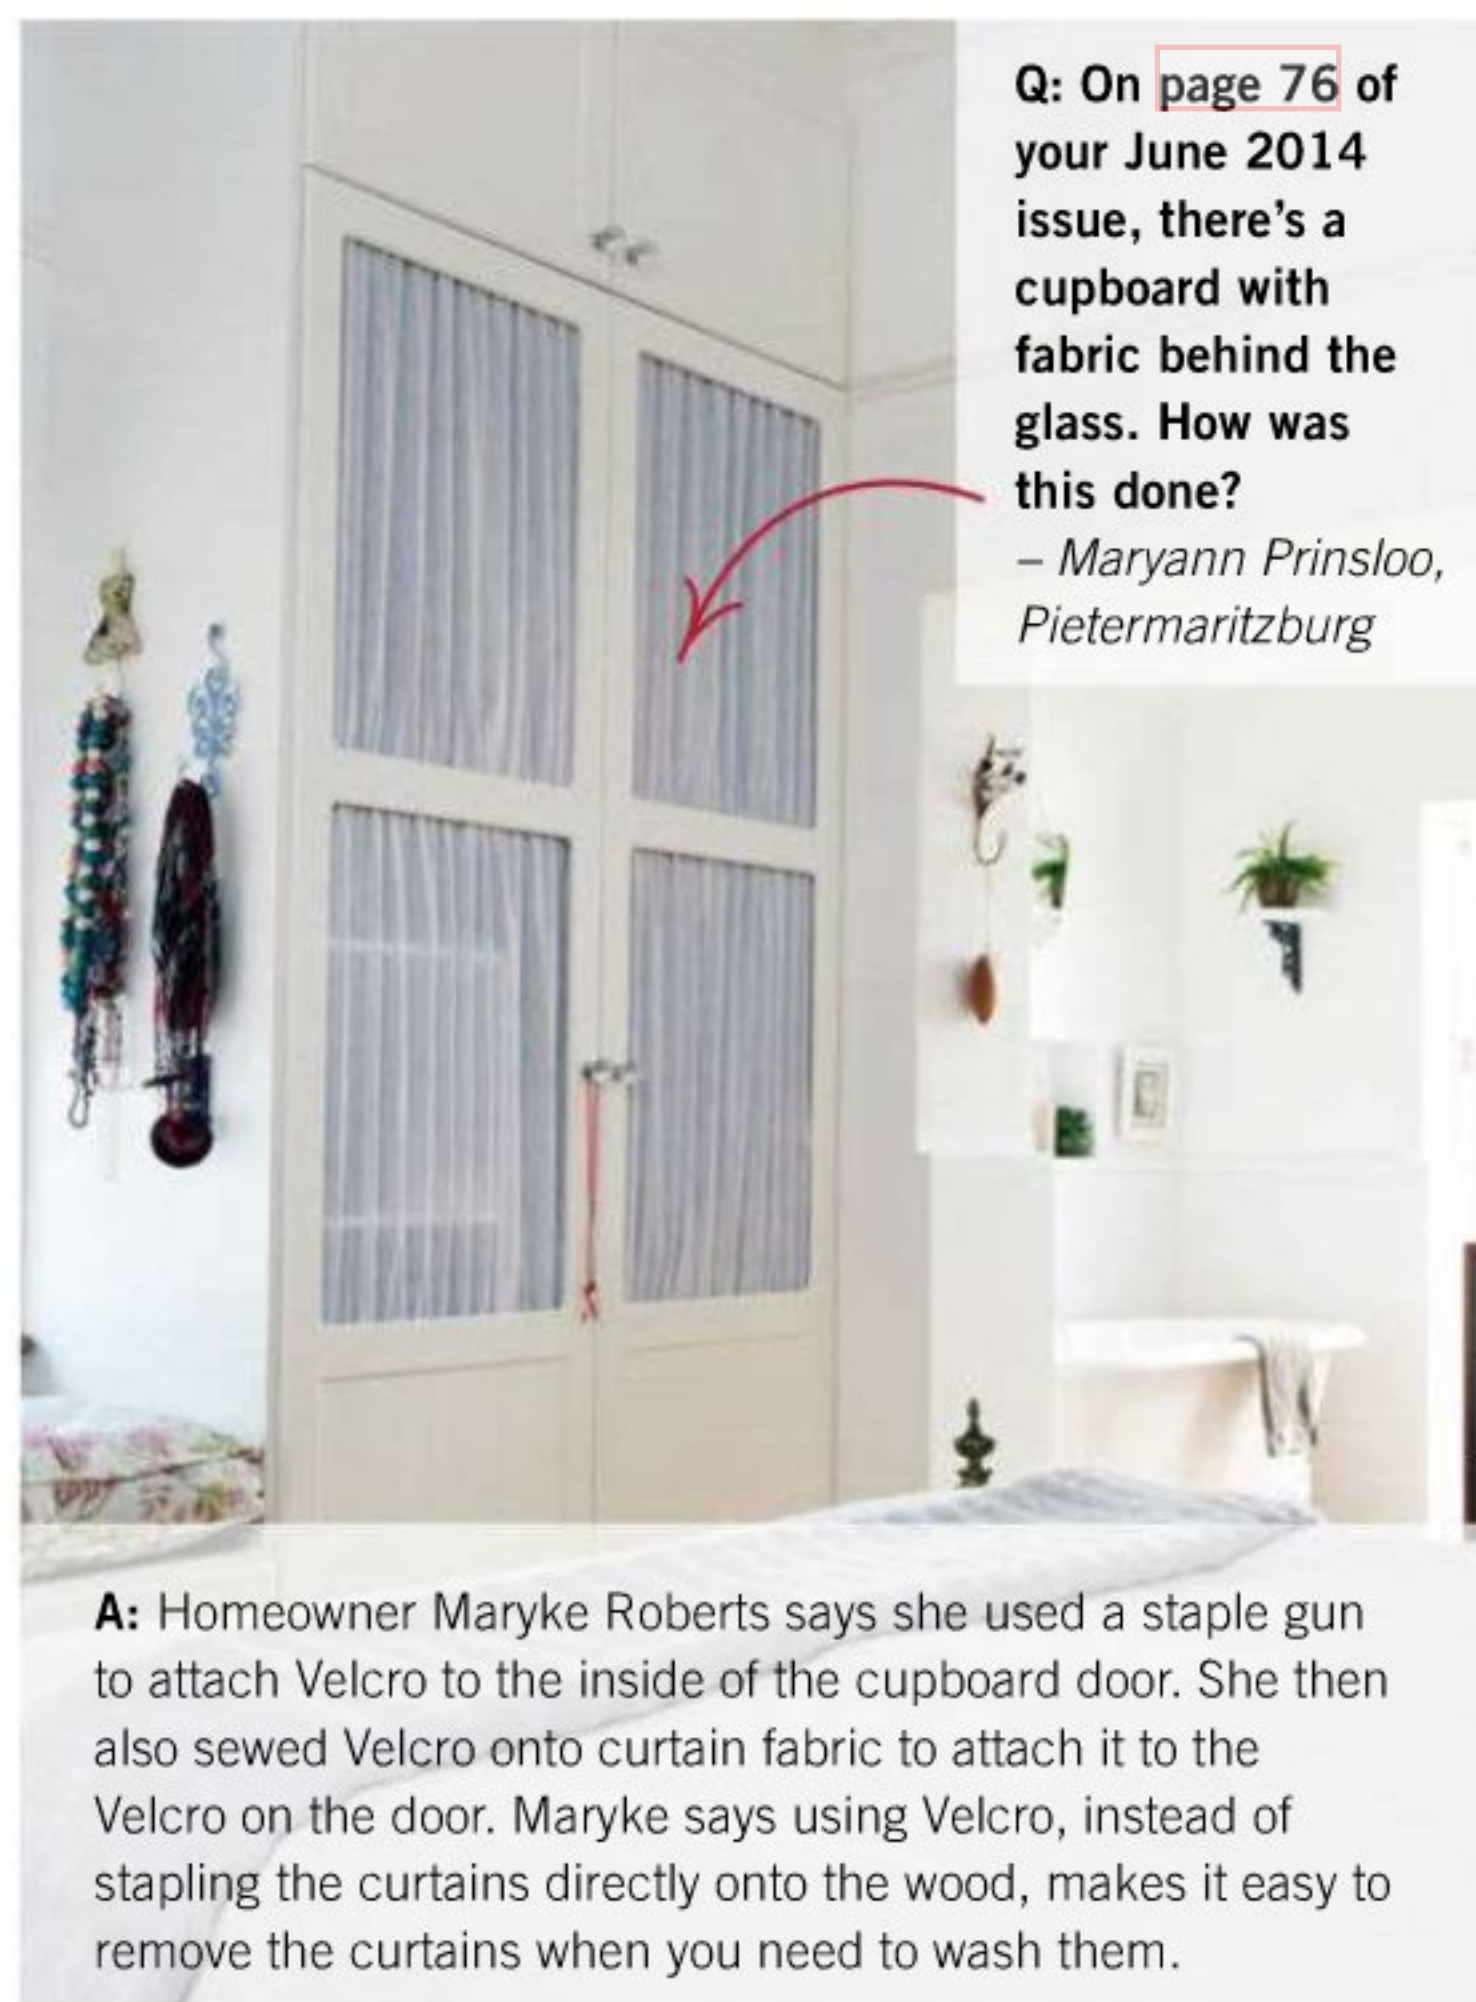 Q: On page 76 of
your June 2014
issue, there's a
cupboard with
fabric behind the
glass. How was
this done?
– Maryann Prinsloo,
Pietermaritzburg
A: Homeowner Maryke Roberts says she used a staple gun
to attach Velcro to the inside of the cupboard door. She then
also sewed Velcro onto curtain fabric to attach it to the
Velcro on the door. Maryke says using Velcro, instead of
stapling the curtains directly onto the wood, makes it easy to
remove the curtains when you need to wash them.